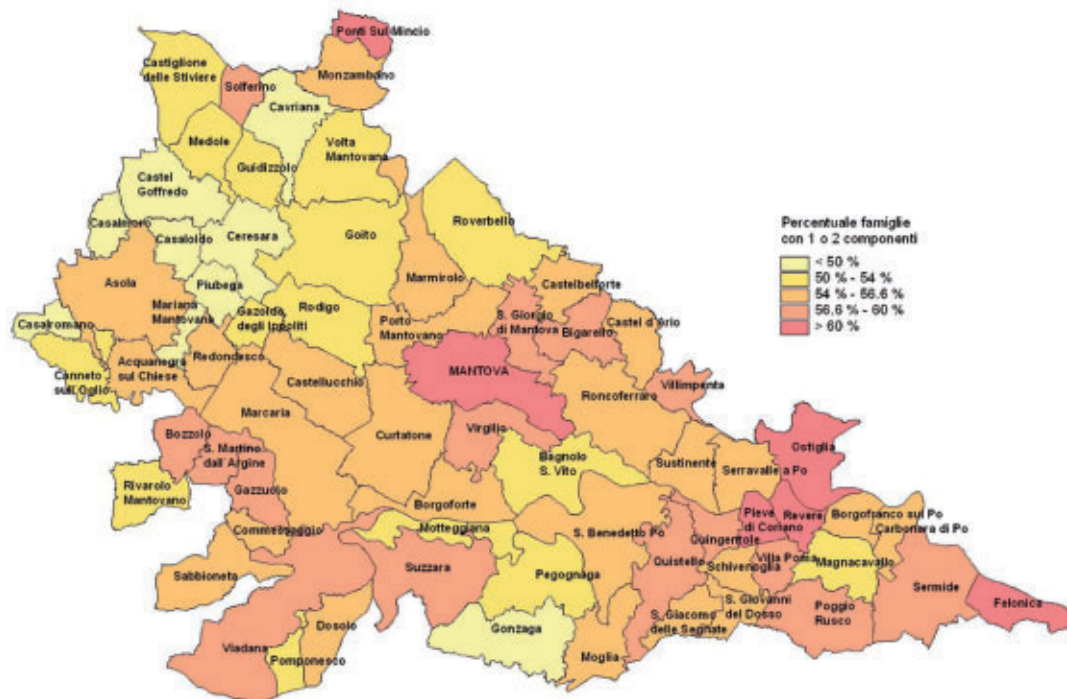 Ponti Sul Mincio
Castiglione
delle Stiviere
Solferino
Monzambano
Cavriana
Medole
Volta
Mantovana
Guidizzolo
Castel
Goffredo
Roverbello
Casalmoro
Casaloldo
Ceresara
Goito
Percentuale famiglie
con 1 o 2 componenti
< 50 %
50 % - 54 %
54 % - 56.6 %
56.6 % - 60 %
> 60 %
Asola
Piubega
Marmirolo
Castelbelforte
Mariana
Mantovana
Gazoldo
degli Ippoliti
Rodigo
S. Giorgio
di Mantova
Bigarello
Castel d'Ario
Casalromano
Porto
Mantovano
Acquanegra
sul Chiese
Redondesco
Canneto
sull'Oglio
Castellucchio
MANTOVA
Roncoferraro
Villimpenta
Marcaria
Bozzolo
S. Martino
dall'Argine
Curtatone
Virgilio
Ostiglia
Bagnolo
S. Vito
Sustinente
Serravalle a Po
Rivarolo
Mantovano
Gazzuolo
Borgoforte
Pieve
di Coriano
Revere
Borgofranco sul Po
Carbonara di Po
Commessaggio
Motteggiana
S. Benedetto Po
Quingentole
Quistello
Villa Poma
Magnacavallo
Schivenoglia
Sabbioneta
Suzzara
Pegognaga
Sermide
Felonica
S. Giovanni
del Dosso
Poggio
Rusco
S. Giacomo
delle Segnate
Dosolo
Gonzaga
Viadana
Pomponesco
Moglia